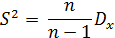 S² = n/(n−1) Dₓ